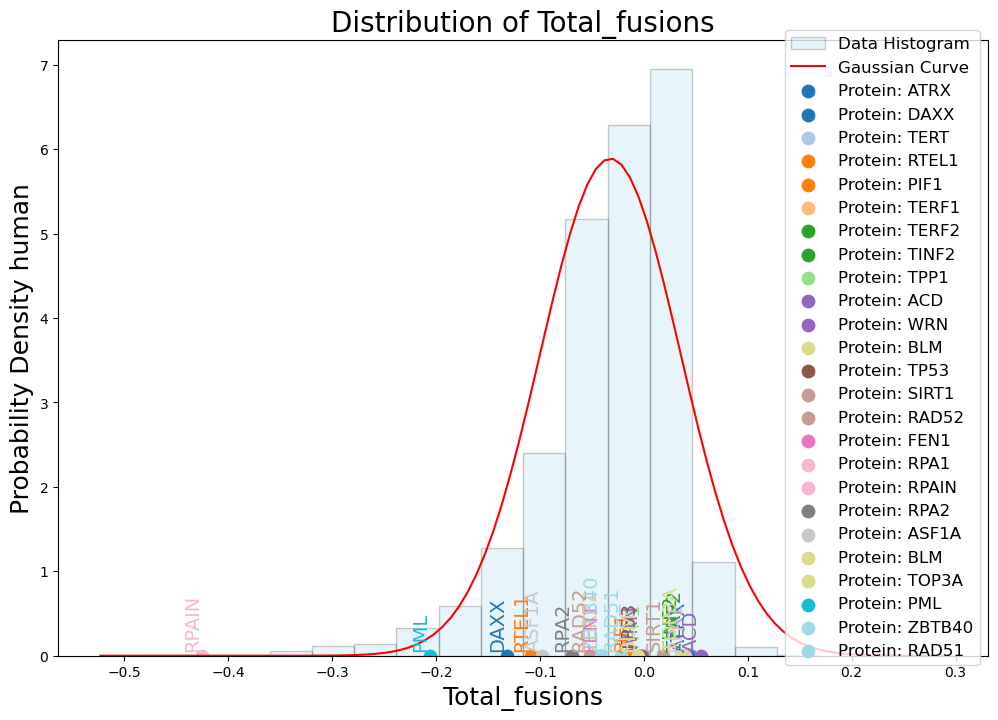 Distribution of Total_fusions
Probability Density human
7
6
5
4
3
2
1
0
Data Histogram
Gaussian Curve
Protein: ATRX
Protein: DAXX
Protein: TERT
Protein: RTEL1
Protein: PIF1
Protein: TERF1
Protein: TERF2
Protein: TINF2
Protein: TPP1
Protein: ACD
Protein: WRN
Protein: BLM
Protein: TP53
Protein: SIRT1
Protein: RAD52
Protein: FEN1
Protein: RPA1
Protein: RPAIN
Protein: RPA2
Protein: ASF1A
Protein: BLM
Protein: TOP3A
Protein: PML
Protein: ZBTB40
Protein: RAD51
RPAIN
PML
DAXX
RTEL1
ASF1A
RPA2
RAD52
RAD51
SIRT1
ACD
−0.5
−0.4
−0.3
−0.2
−0.1
0.0
0.1
0.2
0.3
Total_fusions